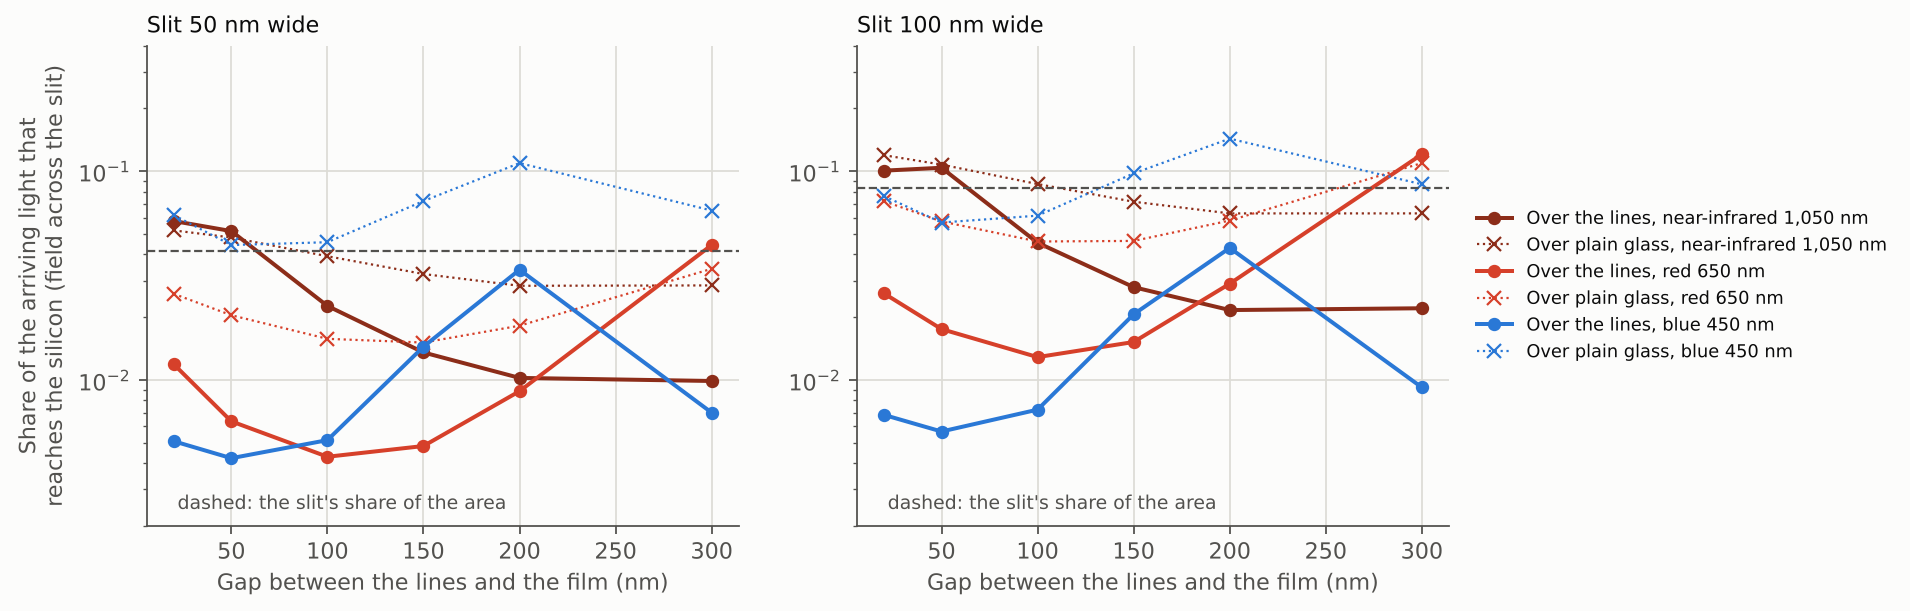 Slit 50 nm wide
Slit 100 nm wide
Share of the arriving light that
reaches the silicon (field across the slit)
10⁻¹
10⁻²
dashed: the slit's share of the area
50 100 150 200 250 300
Gap between the lines and the film (nm)
10⁻¹
10⁻²
dashed: the slit's share of the area
50 100 150 200 250 300
Gap between the lines and the film (nm)
Over the lines, near-infrared 1,050 nm
Over plain glass, near-infrared 1,050 nm
Over the lines, red 650 nm
Over plain glass, red 650 nm
Over the lines, blue 450 nm
Over plain glass, blue 450 nm